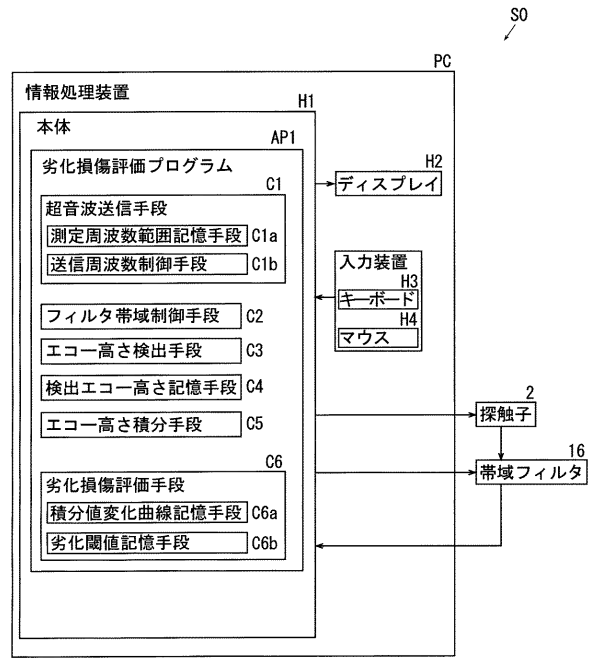 S0
PC
情報処理装置
H1
本体
AP1
劣化損傷評価プログラム
C1
超音波送信手段
測定周波数範囲記憶手段 C1a
送信周波数制御手段 C1b
フィルタ帯域制御手段 C2
エコー高さ検出手段 C3
検出エコー高さ記憶手段 C4
エコー高さ積分手段 C5
C6
劣化損傷評価手段
積分値変化曲線記憶手段 C6a
劣化閾値記憶手段 C6b
H2
ディスプレイ
入力装置
H3
キーボード
H4
マウス
2
探触子
16
帯域フィルタ